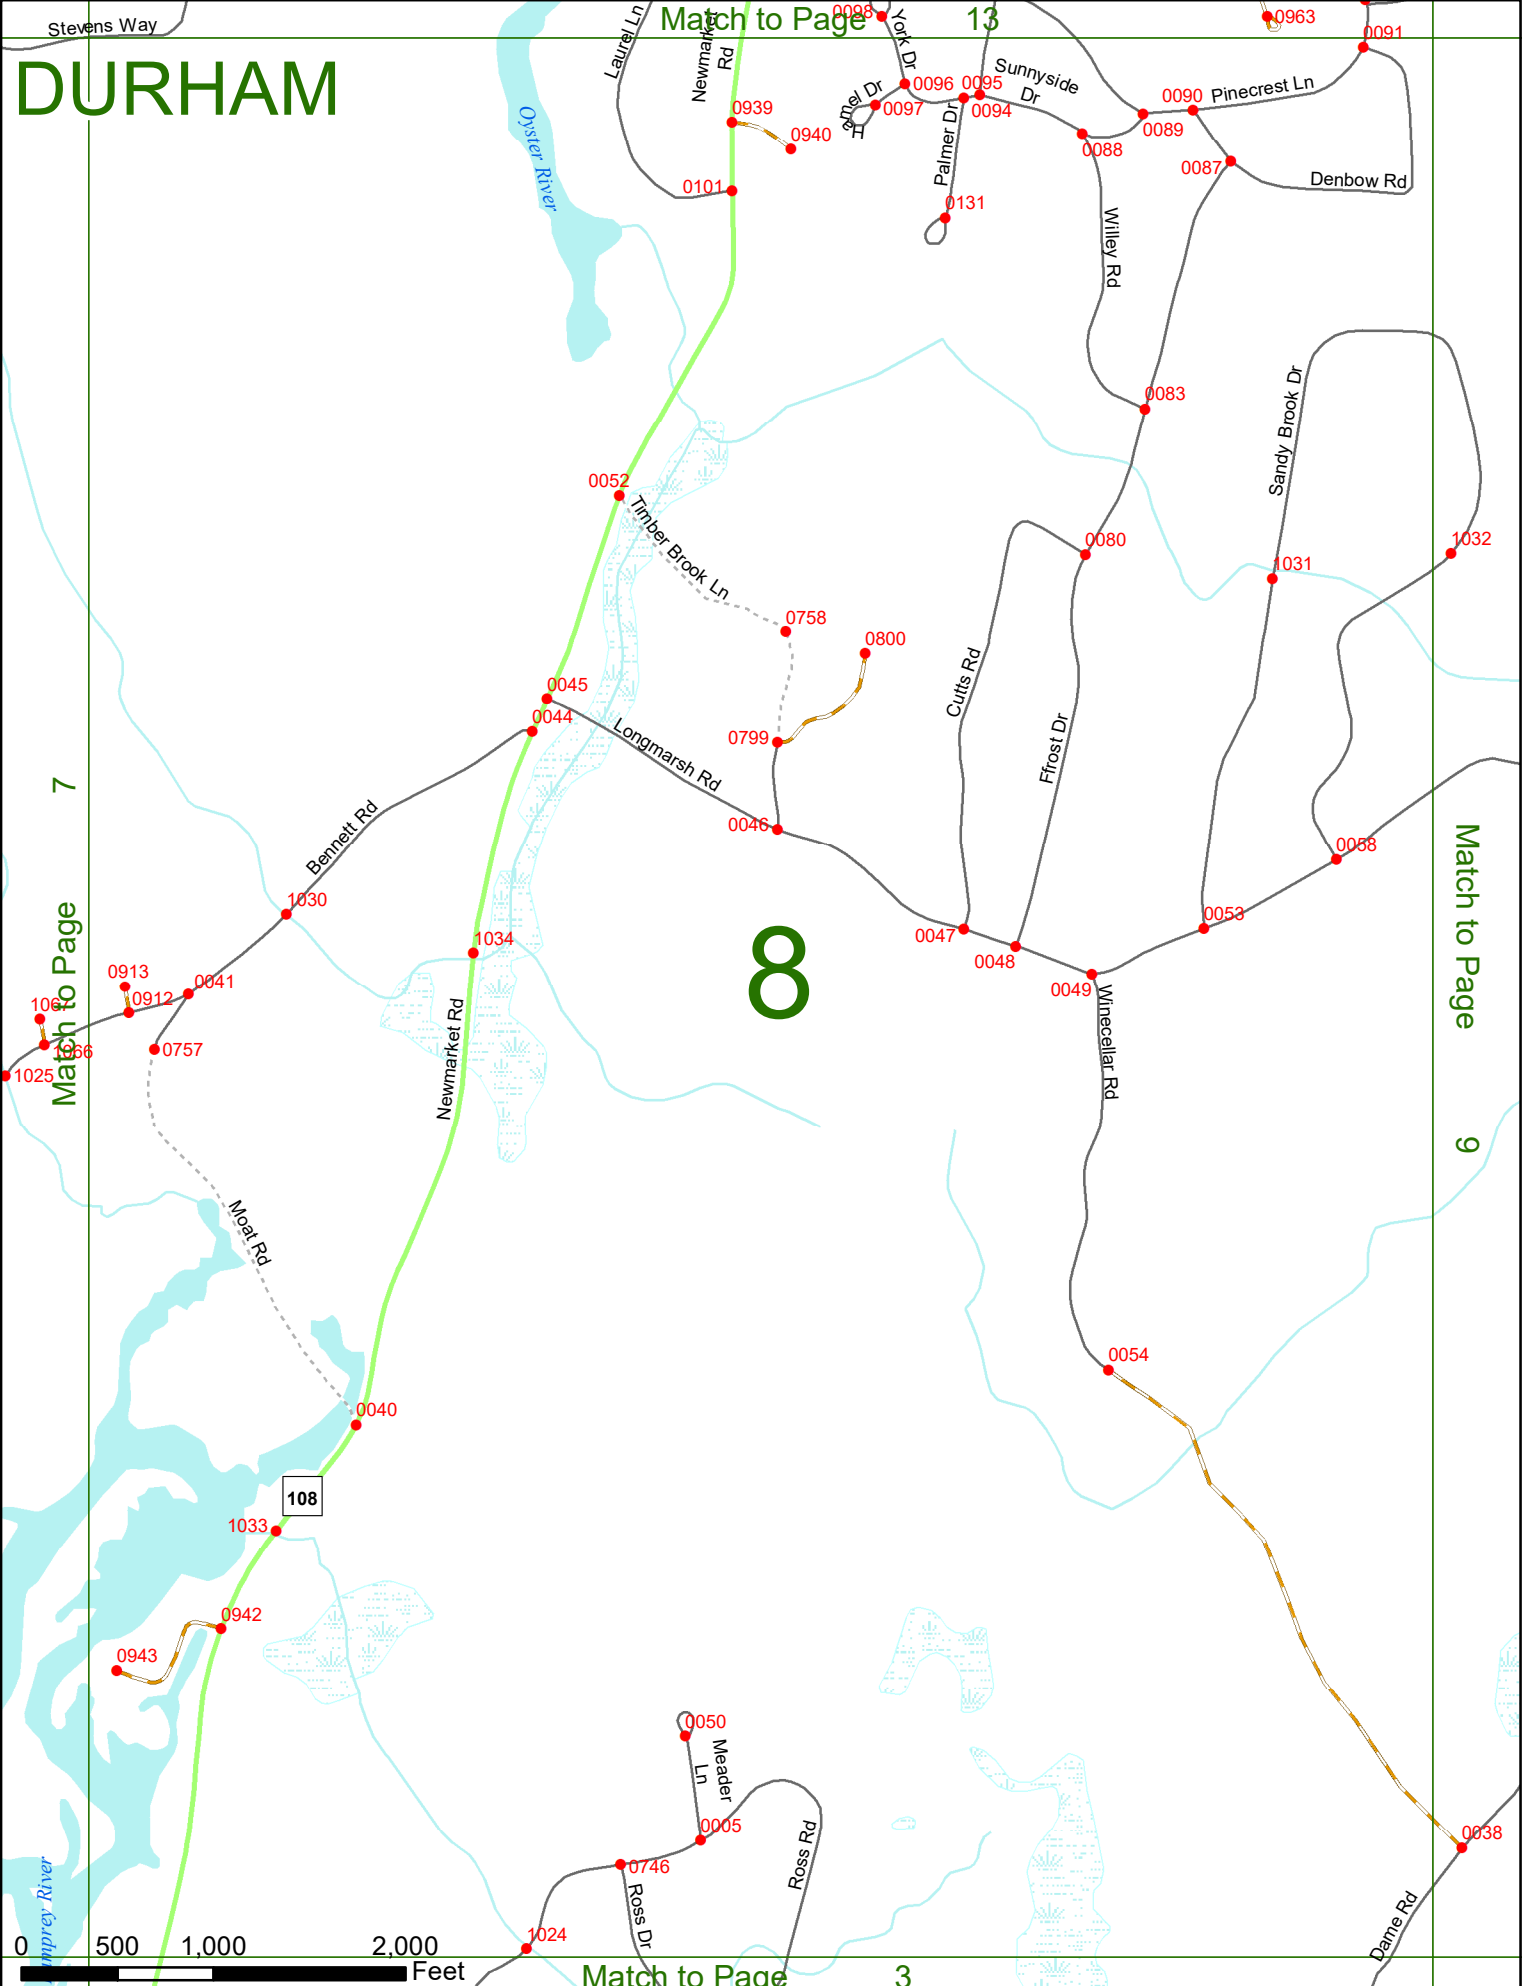 Match to Page 13
0098
0963
Stevens Way
DURHAM
Laurel Ln
Newmarket
Rd
York Dr
0091
0096
0095
Sunnyside
Dr
0090
Pinecrest Ln
0939
0940
Hamel Dr
0097
0094
0089
0088
0087
Oyster River
Palmer Dr
0101
Denbow Rd
0131
Willey Rd
0083
Sandy Brook Dr
0052
Timber Brook Ln
0080
1032
1031
0758
0800
Cutts Rd
0045
0044
Longmarsh Rd
0799
Ffrost Dr
7
Match to Page
Bennett Rd
0046
0058
Match to Page
9
1030
0053
0047
8
1034
0048
0913
0041
0912
0049
1067
1066
0757
1025
Newmarket Rd
Winecellar Rd
Moat Rd
0054
0040
108
1033
0942
0943
0050
Meader
Ln
0005
0038
0746
Ross Rd
Ross Dr
1024
Dame Rd
mprey River
0 500 1,000 2,000
Feet
Match to Page 3